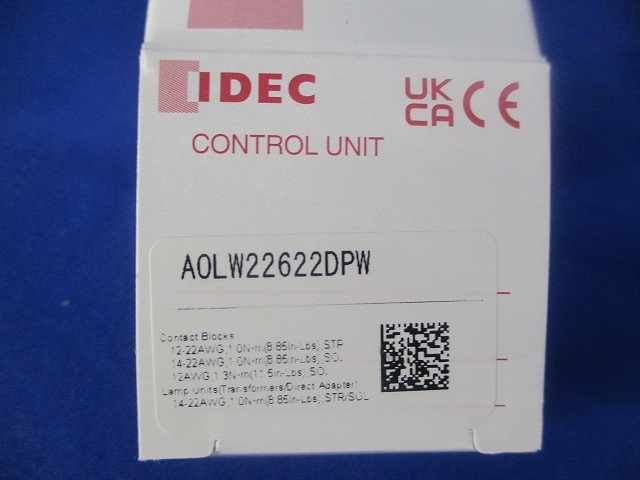 IDEC
UK
CA CE
CONTROL UNIT
AOLW22622DPW
Contact Blocks
12-22AWG,1.0N·m(8.85in-Lbs),STR
14-22AWG,1.0N·m(8.85in-Lbs),SOL
12AWG,1.3N·m(11.5in-Lbs),SOL
Lamp Units(Transformers/Direct Adapter)
14-22AWG,1.0N·m(8.85in-Lbs),STR/SOL